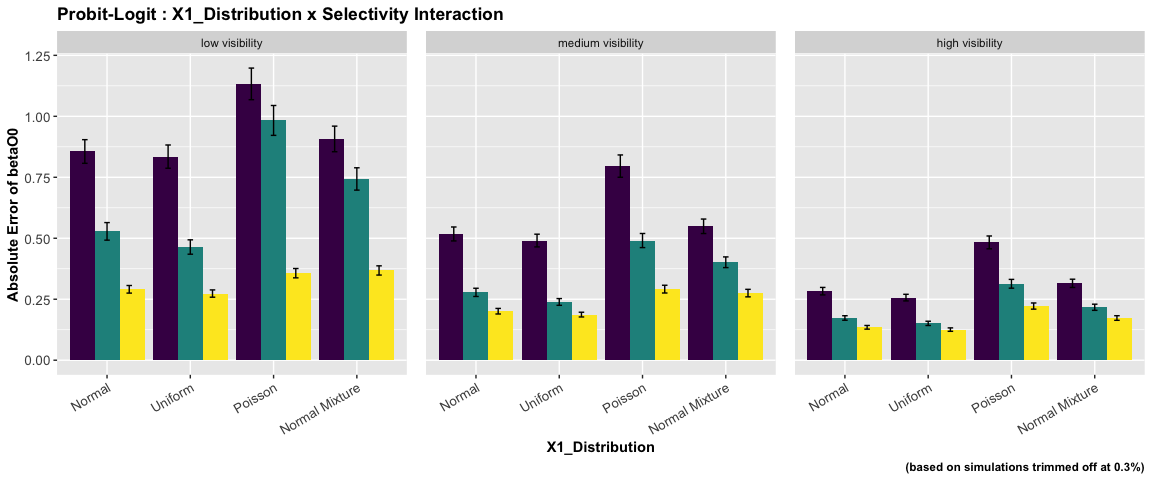 Probit-Logit : X1_Distribution x Selectivity Interaction
low visibility
medium visibility
high visibility
Absolute Error of betaO0
1.25
1.00
0.75
0.50
0.25
0.00
Normal
Uniform
Poisson
Normal Mixture
Normal
Uniform
Poisson
Normal Mixture
Normal
Uniform
Poisson
Normal Mixture
X1_Distribution
(based on simulations trimmed off at 0.3%)